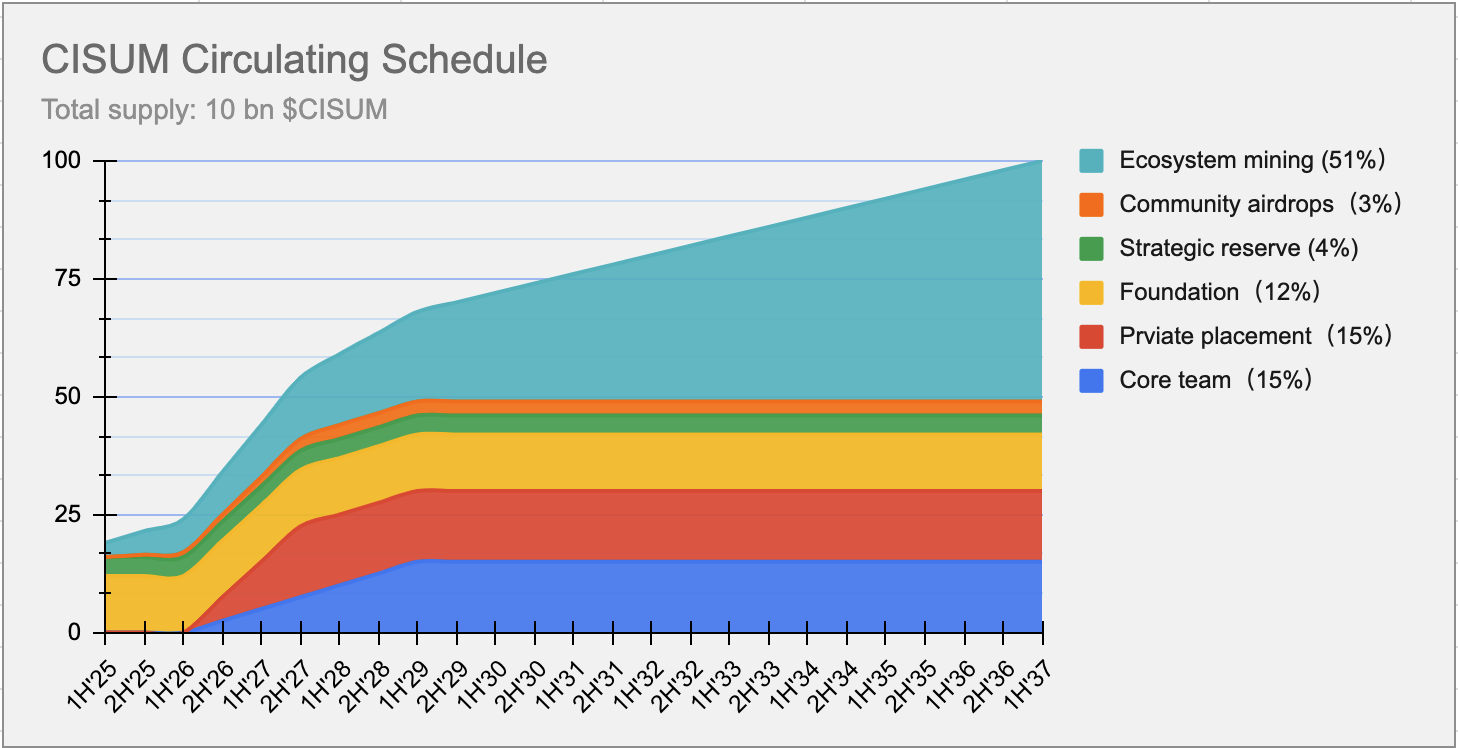 CISUM Circulating Schedule
Total supply: 10 bn $CISUM
100
75
50
25
0
1H'25
2H'25
1H'26
2H'26
1H'27
2H'27
1H'28
2H'28
1H'29
2H'29
1H'30
2H'30
1H'31
2H'31
1H'32
2H'32
1H'33
2H'33
1H'34
2H'34
1H'35
2H'35
1H'36
2H'36
1H'37
Ecosystem mining (51%）
Community airdrops（3%）
Strategic reserve (4%)
Foundation（12%）
Prviate placement（15%）
Core team（15%）